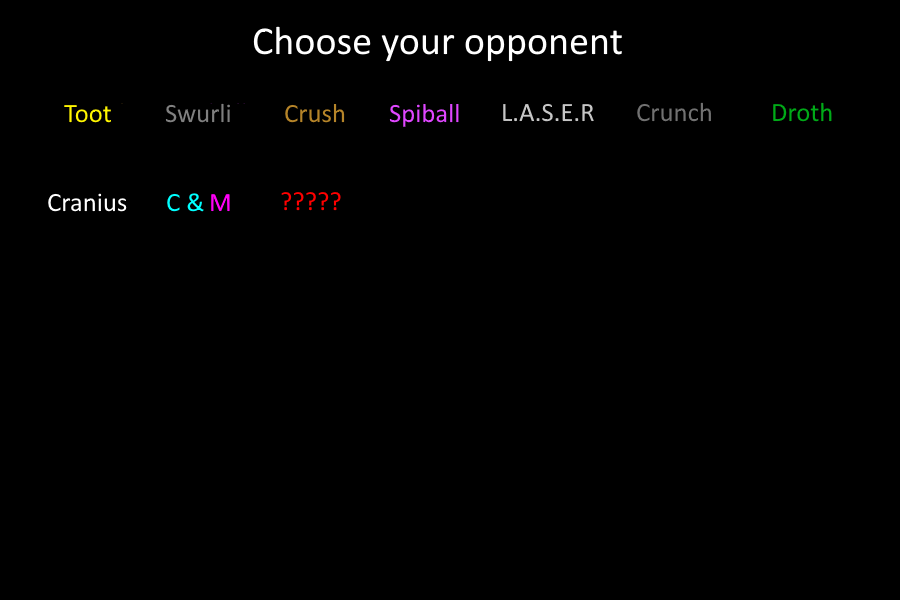 Choose your opponent
Toot Swurli Crush Spiball L.A.S.E.R Crunch Droth
Cranius C & M ?????